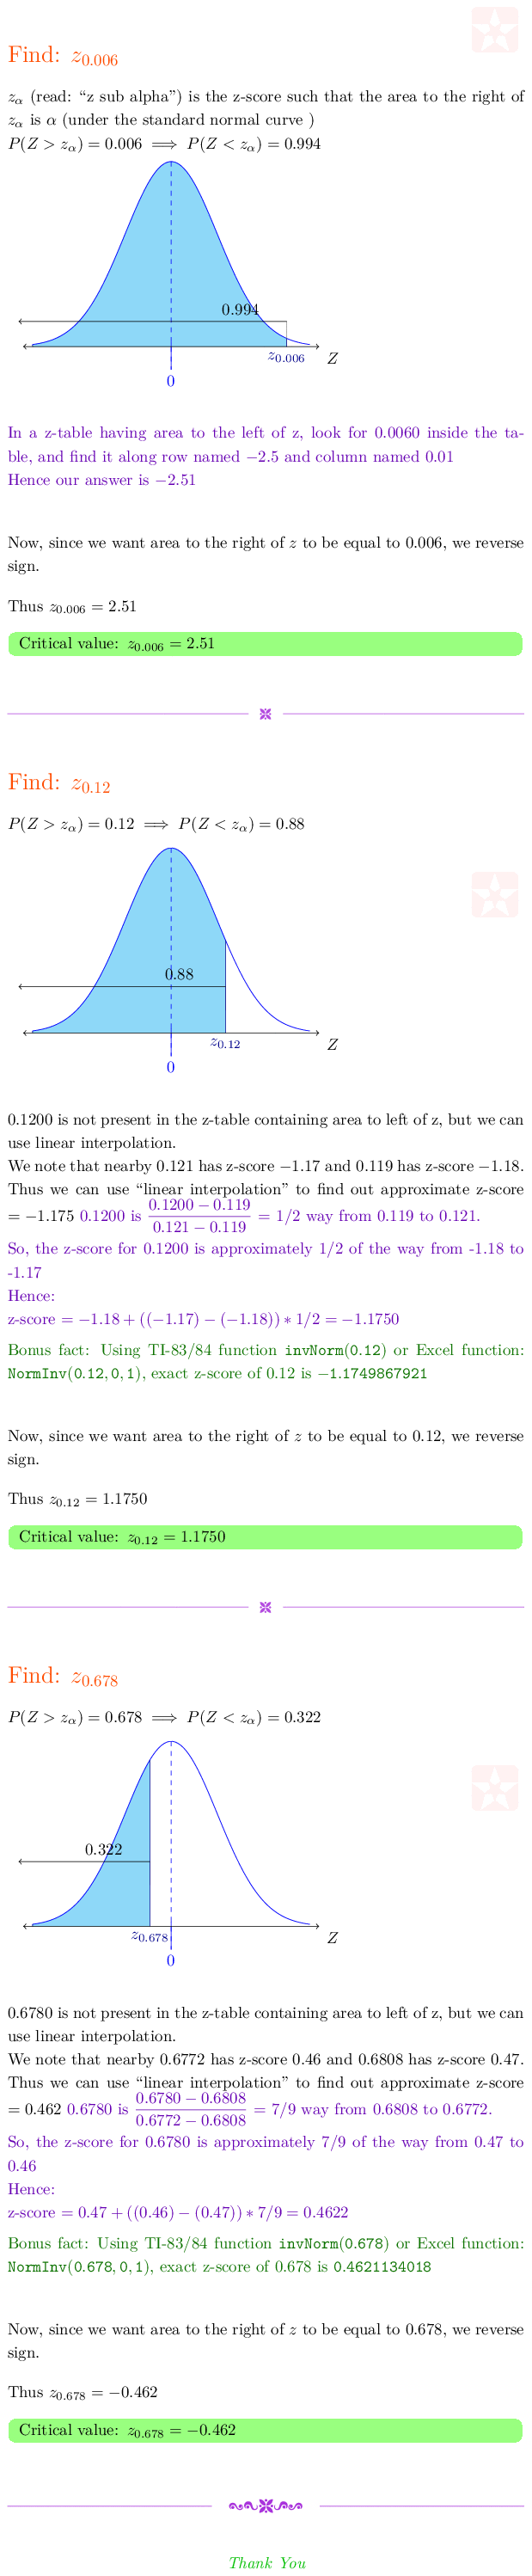 Find: z_{0.006}
z_α (read: “z sub alpha”) is the z-score such that the area to the right of
z_α is α (under the standard normal curve )
P(Z > z_α) = 0.006 ⟹ P(Z < z_α) = 0.994
0.994
z_{0.006}
Z
0
In a z-table having area to the left of z, look for 0.0060 inside the ta-
ble, and find it along row named −2.5 and column named 0.01
Hence our answer is −2.51
Now, since we want area to the right of z to be equal to 0.006, we reverse
sign.
Thus z_{0.006} = 2.51
Critical value: z_{0.006} = 2.51
Find: z_{0.12}
P(Z > z_α) = 0.12 ⟹ P(Z < z_α) = 0.88
0.88
z_{0.12}
Z
0
0.1200 is not present in the z-table containing area to left of z, but we can
use linear interpolation.
We note that nearby 0.121 has z-score −1.17 and 0.119 has z-score −1.18.
Thus we can use “linear interpolation” to find out approximate z-score
= −1.175 0.1200 is \frac{0.1200 − 0.119}{0.121 − 0.119} = 1/2 way from 0.119 to 0.121.
So, the z-score for 0.1200 is approximately 1/2 of the way from -1.18 to
-1.17
Hence:
z-score = −1.18 + ((−1.17) − (−1.18)) ∗ 1/2 = −1.1750
Bonus fact: Using TI-83/84 function invNorm(0.12) or Excel function:
NormInv(0.12, 0, 1), exact z-score of 0.12 is −1.1749867921
Now, since we want area to the right of z to be equal to 0.12, we reverse
sign.
Thus z_{0.12} = 1.1750
Critical value: z_{0.12} = 1.1750
Find: z_{0.678}
P(Z > z_α) = 0.678 ⟹ P(Z < z_α) = 0.322
0.322
z_{0.678}
Z
0
0.6780 is not present in the z-table containing area to left of z, but we can
use linear interpolation.
We note that nearby 0.6772 has z-score 0.46 and 0.6808 has z-score 0.47.
Thus we can use “linear interpolation” to find out approximate z-score
= 0.462 0.6780 is \frac{0.6780 − 0.6808}{0.6772 − 0.6808} = 7/9 way from 0.6808 to 0.6772.
So, the z-score for 0.6780 is approximately 7/9 of the way from 0.47 to
0.46
Hence:
z-score = 0.47 + ((0.46) − (0.47)) ∗ 7/9 = 0.4622
Bonus fact: Using TI-83/84 function invNorm(0.678) or Excel function:
NormInv(0.678, 0, 1), exact z-score of 0.678 is 0.4621134018
Now, since we want area to the right of z to be equal to 0.678, we reverse
sign.
Thus z_{0.678} = −0.462
Critical value: z_{0.678} = −0.462
Thank You